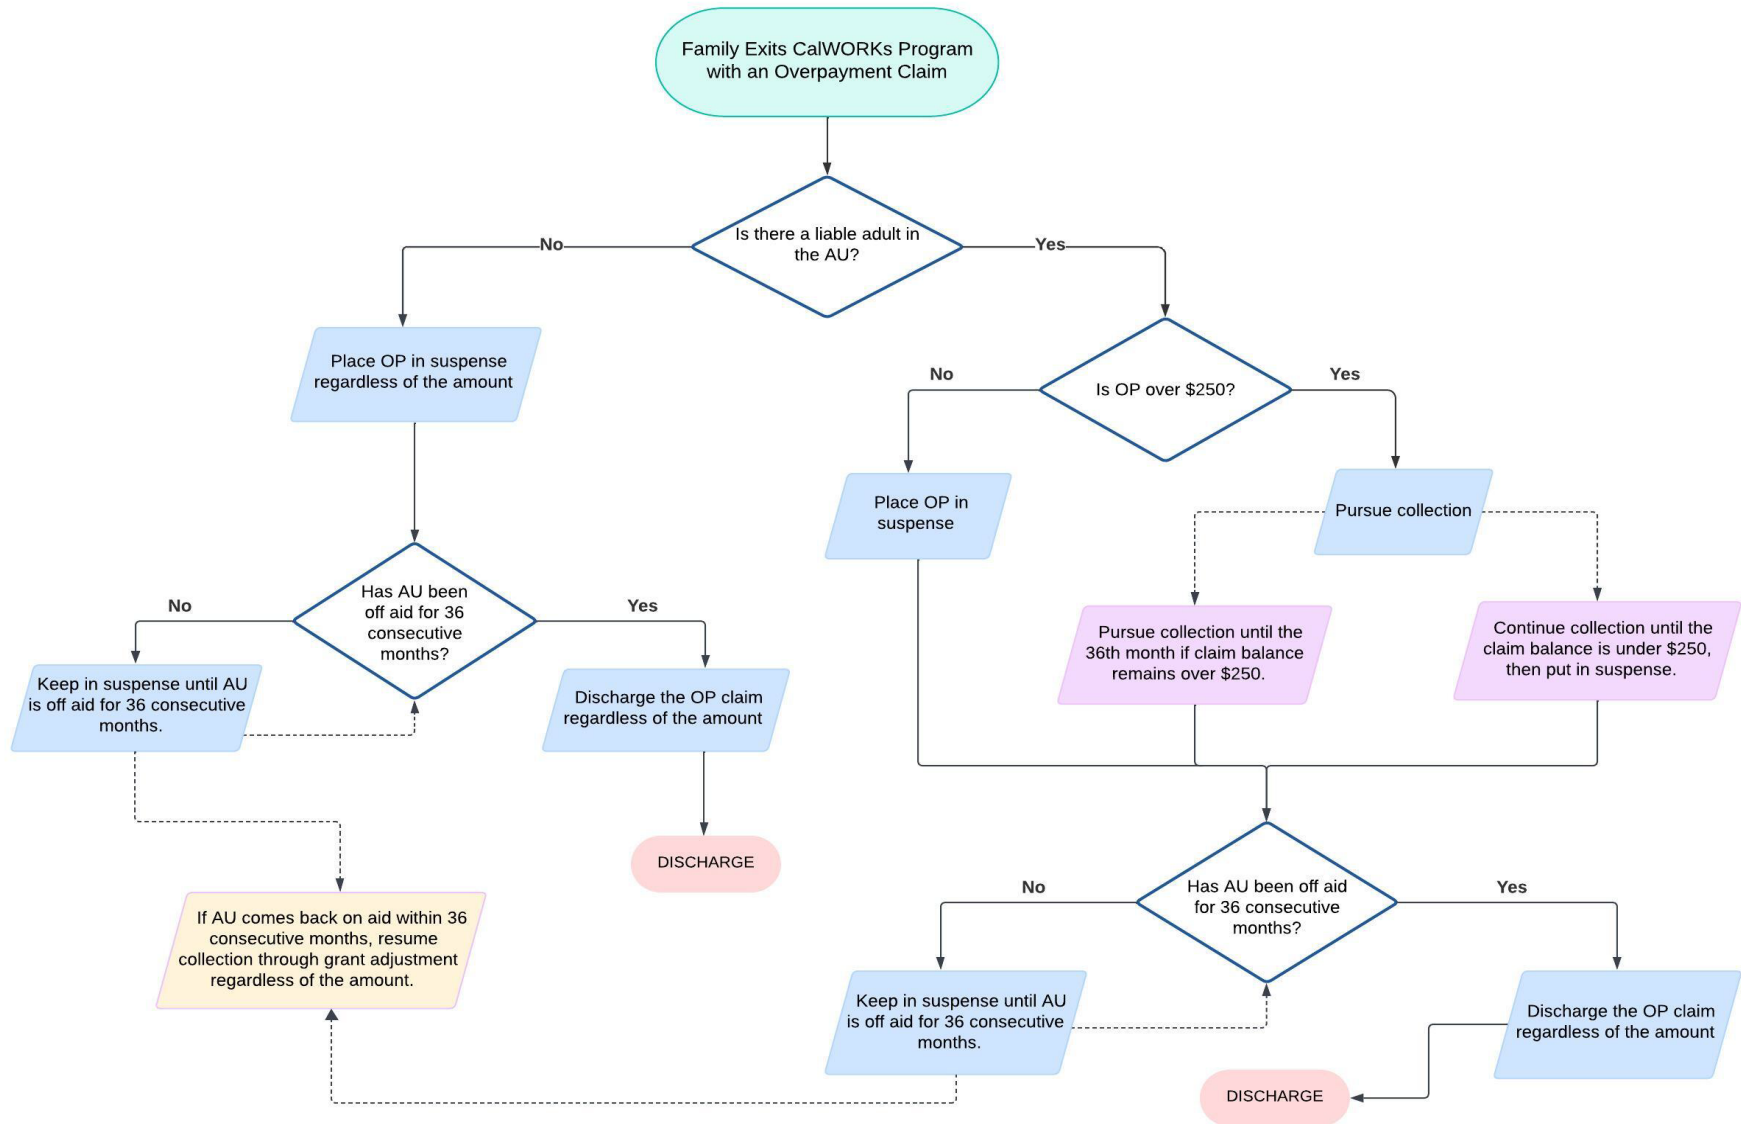 Family Exits CalWORKs Program
with an Overpayment Claim
Is there a liable adult in
the AU?
No
Yes
Place OP in suspense
regardless of the amount
Is OP over $250?
No
Yes
Place OP in
suspense
Pursue collection
Has AU been
off aid for 36
consecutive
months?
No
Yes
Pursue collection until the
36th month if claim balance
remains over $250.
Continue collection until the
claim balance is under $250,
then put in suspense.
Keep in suspense until AU
is off aid for 36 consecutive
months.
Discharge the OP claim
regardless of the amount
DISCHARGE
If AU comes back on aid within 36
consecutive months, resume
collection through grant adjustment
regardless of the amount.
Has AU been off aid
for 36 consecutive
months?
No
Yes
Keep in suspense until AU
is off aid for 36 consecutive
months.
Discharge the OP claim
regardless of the amount
DISCHARGE